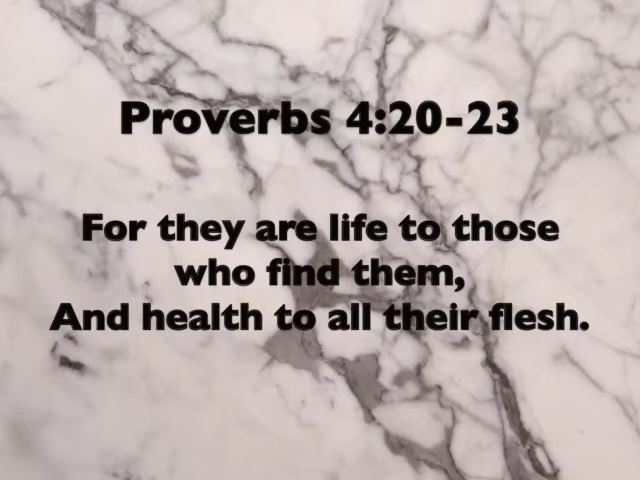 Proverbs 4:20-23
For they are life to those
who find them,
And health to all their flesh.